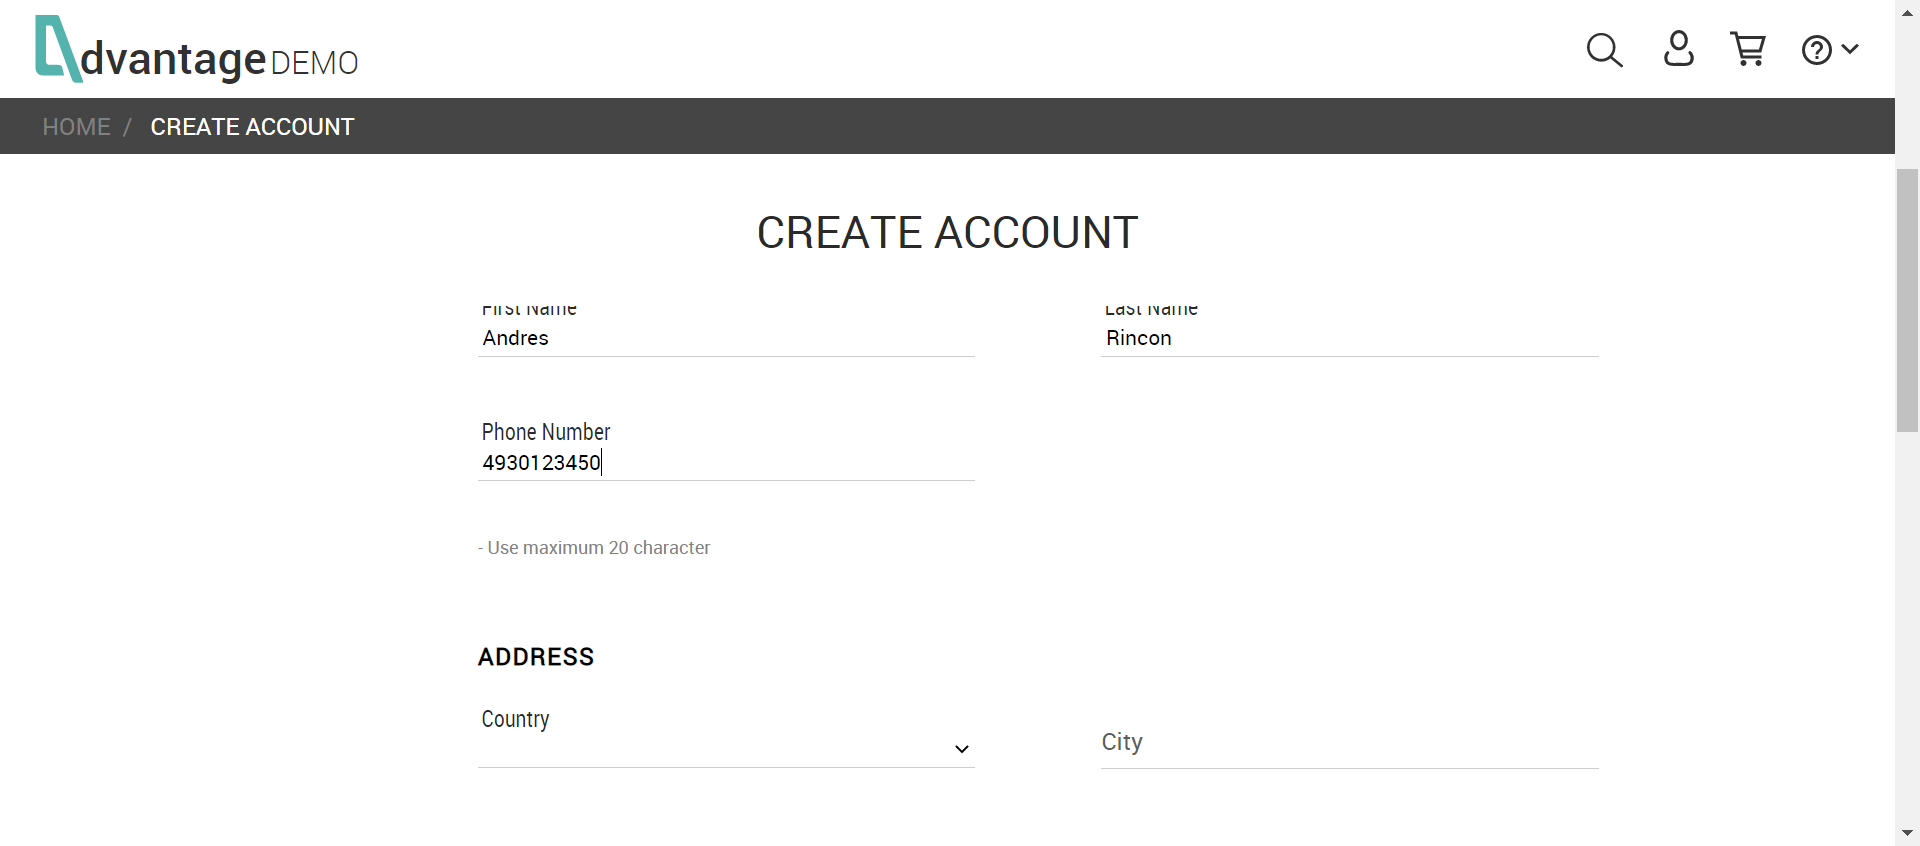 dvantage DEMO
HOME / CREATE ACCOUNT
CREATE ACCOUNT
First Name
Last Name
Andres
Rincon
Phone Number
4930123450
- Use maximum 20 character
ADDRESS
Country
City